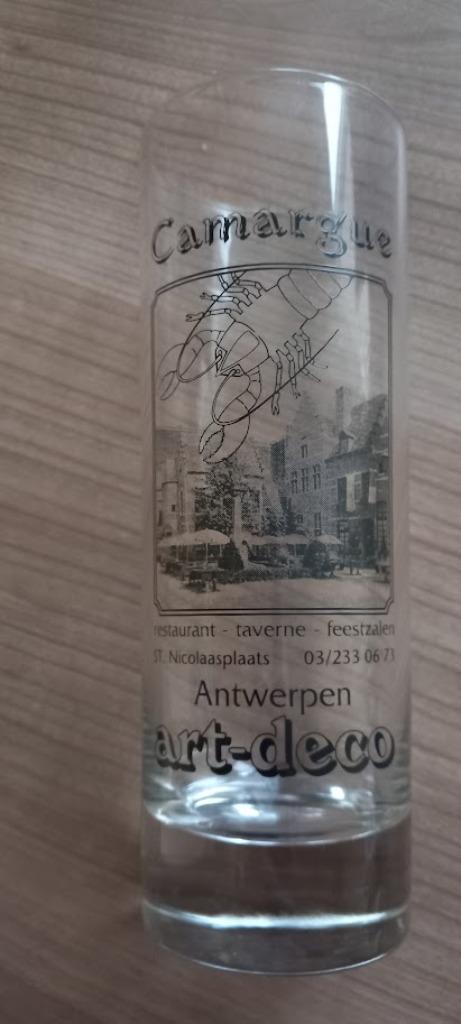 Camargue
restaurant - taverne - feestzalen
ST. Nicolaasplaats 03/233 06 73
Antwerpen
art-deco